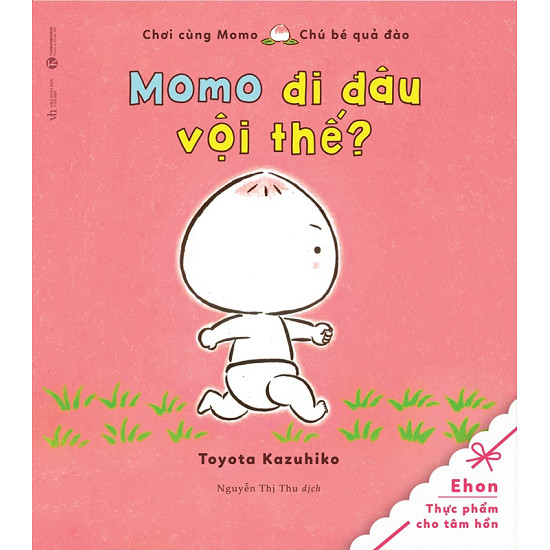 Chơi cùng Momo Chú bé quả đào
Momo đi đâu
vội thế?
Toyota Kazuhiko
Nguyễn Thị Thu dịch
Ehon
Thực phẩm
cho tâm hồn